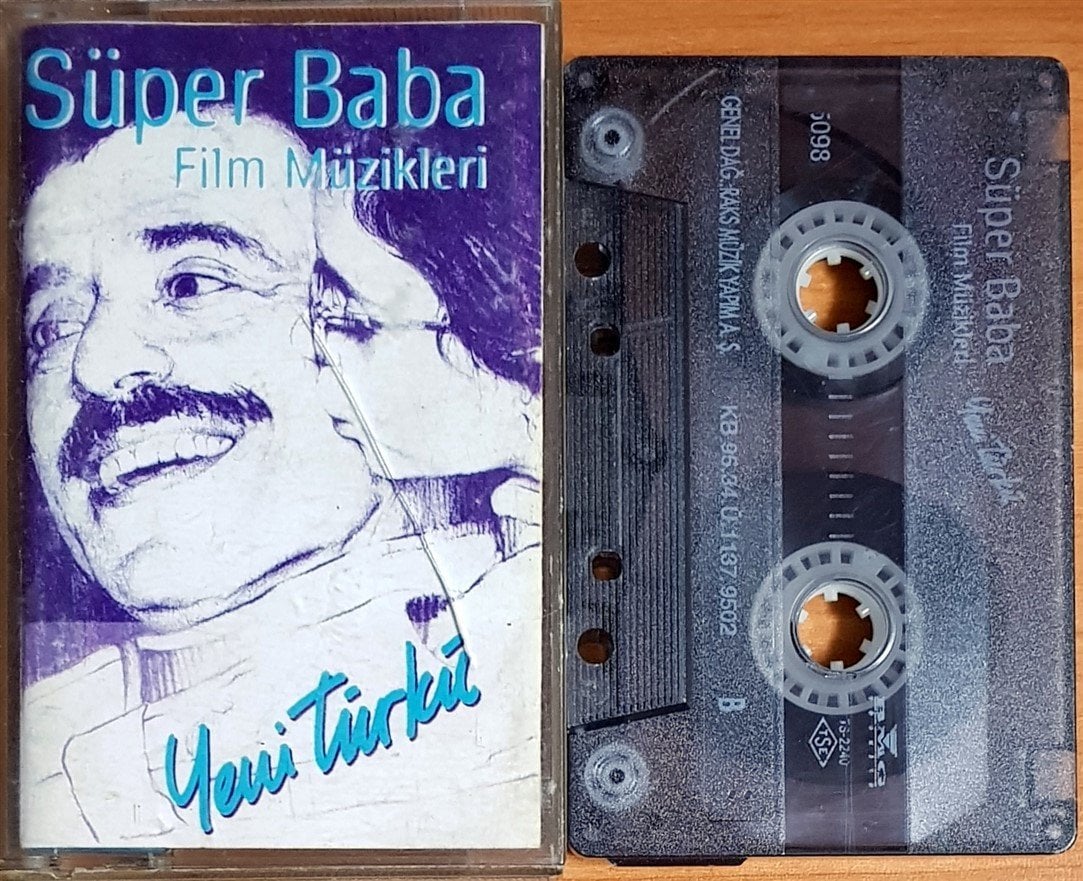 Süper Baba
Film Müzikleri
Yeni Türkü
Süper Baba
Film Müzikleri
Yeni Türkü
5098
GENEL DAĞ. RAKS MÜZİK YAPIM A.Ş.
KB.96.34.Ü.1137.9502
B
TSE